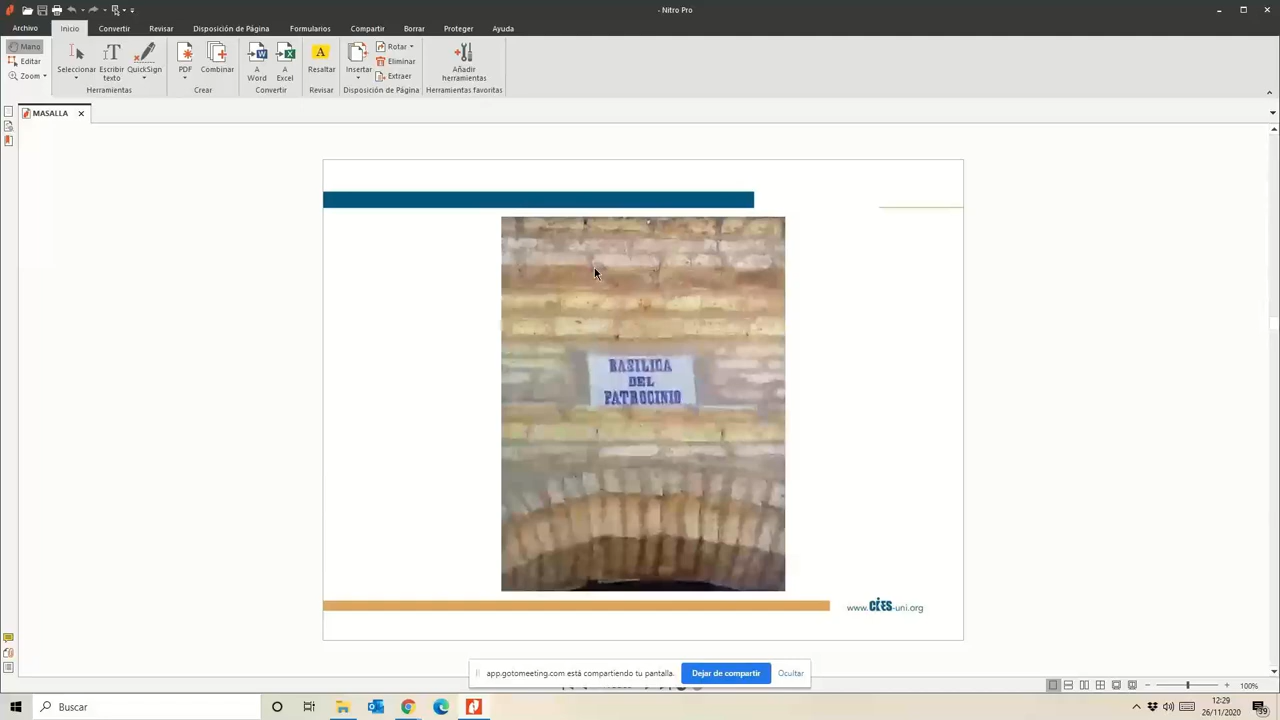 - Nitro Pro
Archivo
Inicio
Convertir
Revisar
Disposición de Página
Formularios
Compartir
Borrar
Proteger
Ayuda
Mano
Editar
Zoom
Seleccionar
Escribir
texto
QuickSign
Herramientas
PDF
Combinar
Crear
A
Word
A
Excel
Convertir
A
Resaltar
Revisar
Insertar
Rotar
Eliminar
Extraer
Disposición de Página
Añadir
herramientas
Herramientas favoritas
MASALLA
BASILICA
DEL
PATROCINIO
www.CIES-uni.org
app.gotomeeting.com está compartiendo tu pantalla.
Dejar de compartir
Ocultar
100%
Buscar
12:29
26/11/2020
39